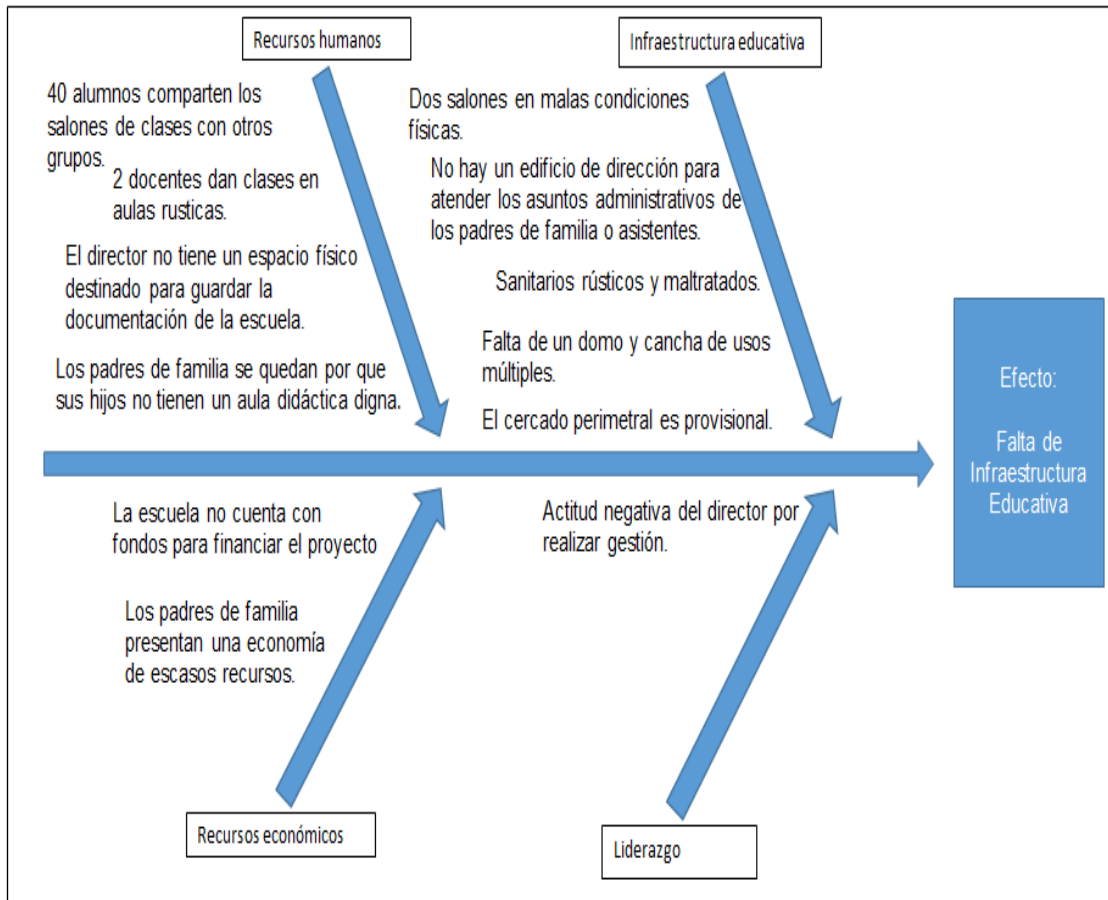 Recursos humanos
40 alumnos comparten los
salones de clases con otros
grupos.
2 docentes dan clases en
aulas rusticas.
El director no tiene un espacio físico
destinado para guardar la
documentación de la escuela.
Los padres de familia se quedan por que
sus hijos no tienen un aula didáctica digna.
Infraestructura educativa
Dos salones en malas condiciones
físicas.
No hay un edificio de dirección para
atender los asuntos administrativos de
los padres de familia o asistentes.
Sanitarios rústicos y maltratados.
Falta de un domo y cancha de usos
múltiples.
El cercado perimetral es provisional.
Efecto:
Falta de
Infraestructura
Educativa
La escuela no cuenta con
fondos para financiar el proyecto
Los padres de familia
presentan una economía
de escasos recursos.
Recursos económicos
Actitud negativa del director por
realizar gestión.
Liderazgo